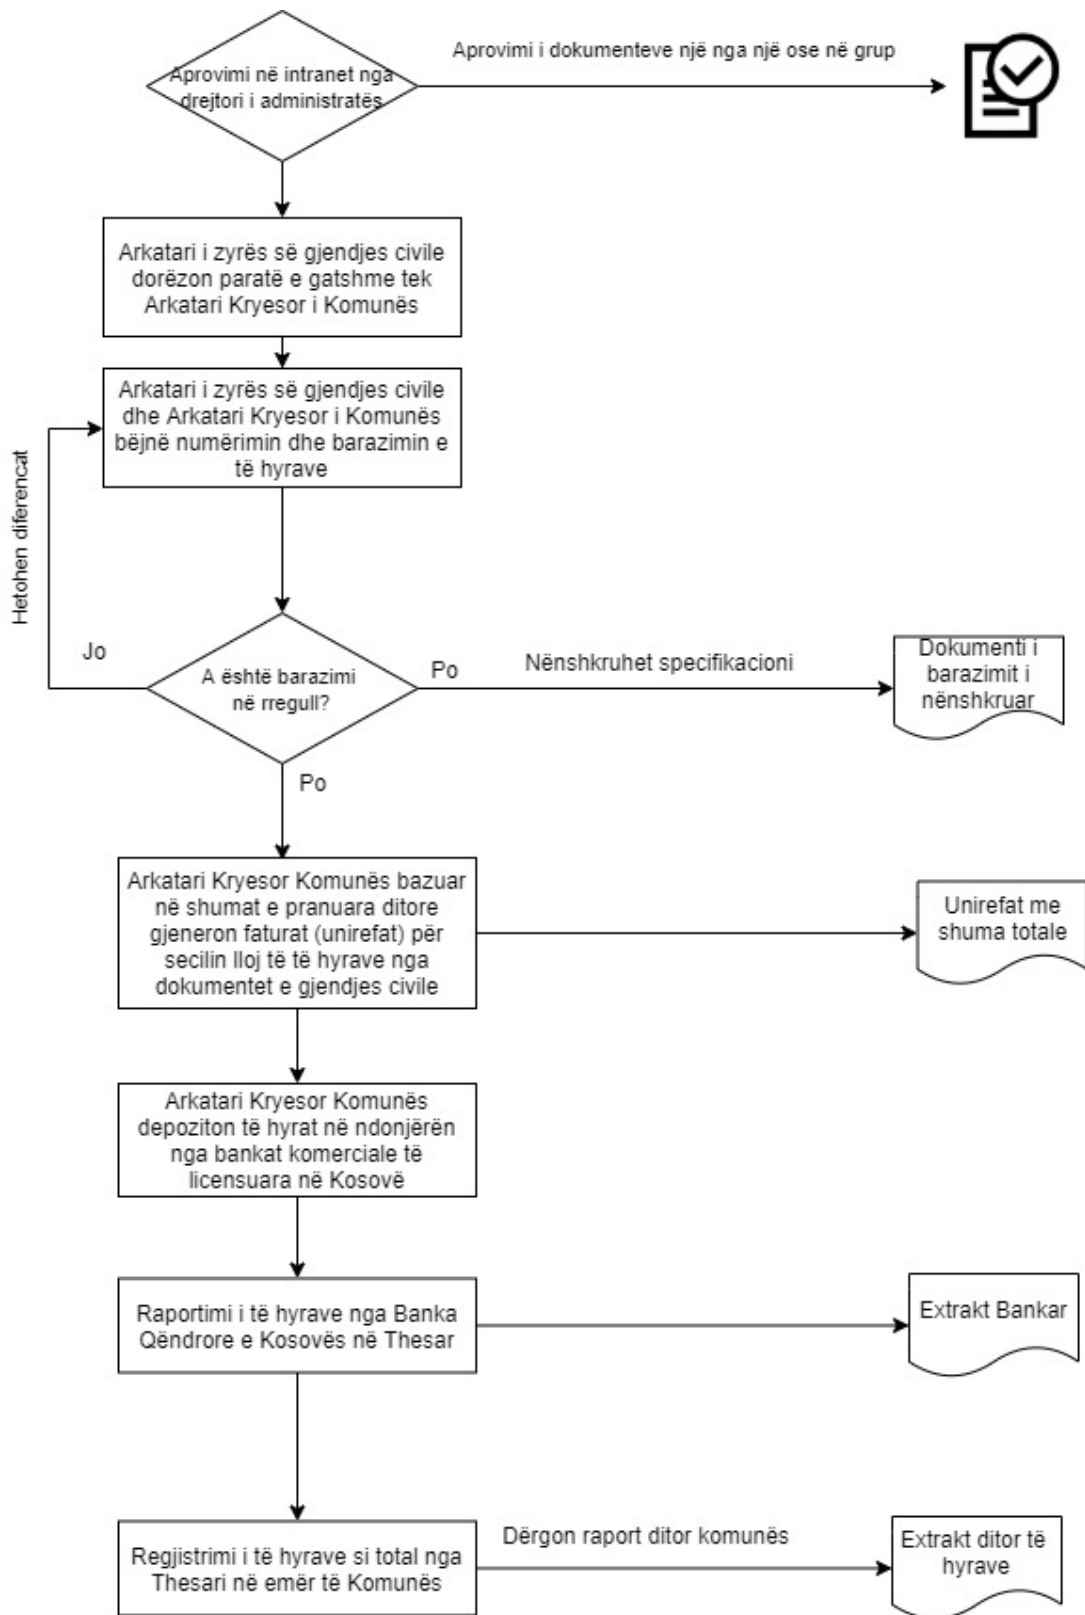 Aprovimi i dokumenteve një nga një ose në grup
Aprovimi në intranet nga
drejtori i administratës
Arkatari i zyrës së gjendjes civile
dorëzon paratë e gatshme tek
Arkatari Kryesor i Komunës
Arkatari i zyrës së gjendjes civile
dhe Arkatari Kryesor i Komunës
bëjnë numërimin dhe barazimin e
të hyrave
Hetohen diferencat
Jo
A është barazimi
në rregull?
Po
Nënshkruhet specifikacioni
Dokumenti i
barazimit i
nënshkruar
Po
Arkatari Kryesor Komunës bazuar
në shumat e pranuara ditore
gjeneron faturat (unirefat) për
secilin lloj të të hyrave nga
dokumentet e gjendjes civile
Unirefat me
shuma totale
Arkatari Kryesor Komunës
depoziton të hyrat në ndonjërën
nga bankat komerciale të
licensuara në Kosovë
Raportimi i të hyrave nga Banka
Qëndrore e Kosovës në Thesar
Extrakt Bankar
Regjistrimi i të hyrave si total nga
Thesari në emër të Komunës
Dërgon raport ditor komunës
Extrakt ditor të
hyrave